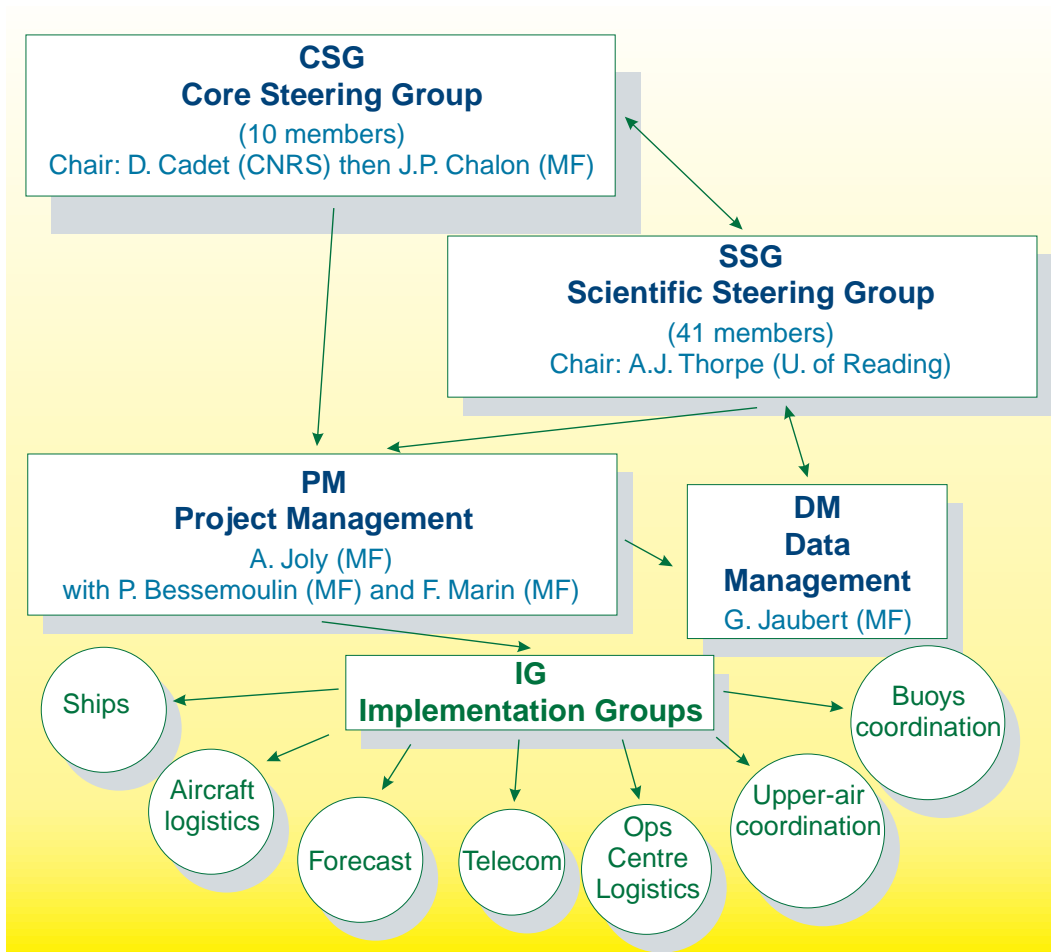 CSG
Core Steering Group
(10 members)
Chair: D. Cadet (CNRS) then J.P. Chalon (MF)
SSG
Scientific Steering Group
(41 members)
Chair: A.J. Thorpe (U. of Reading)
PM
Project Management
A. Joly (MF)
with P. Bessemoulin (MF) and F. Marin (MF)
DM
Data
Management
G. Jaubert (MF)
IG
Implementation Groups
Ships
Aircraft
logistics
Forecast
Telecom
Ops
Centre
Logistics
Upper-air
coordination
Buoys
coordination